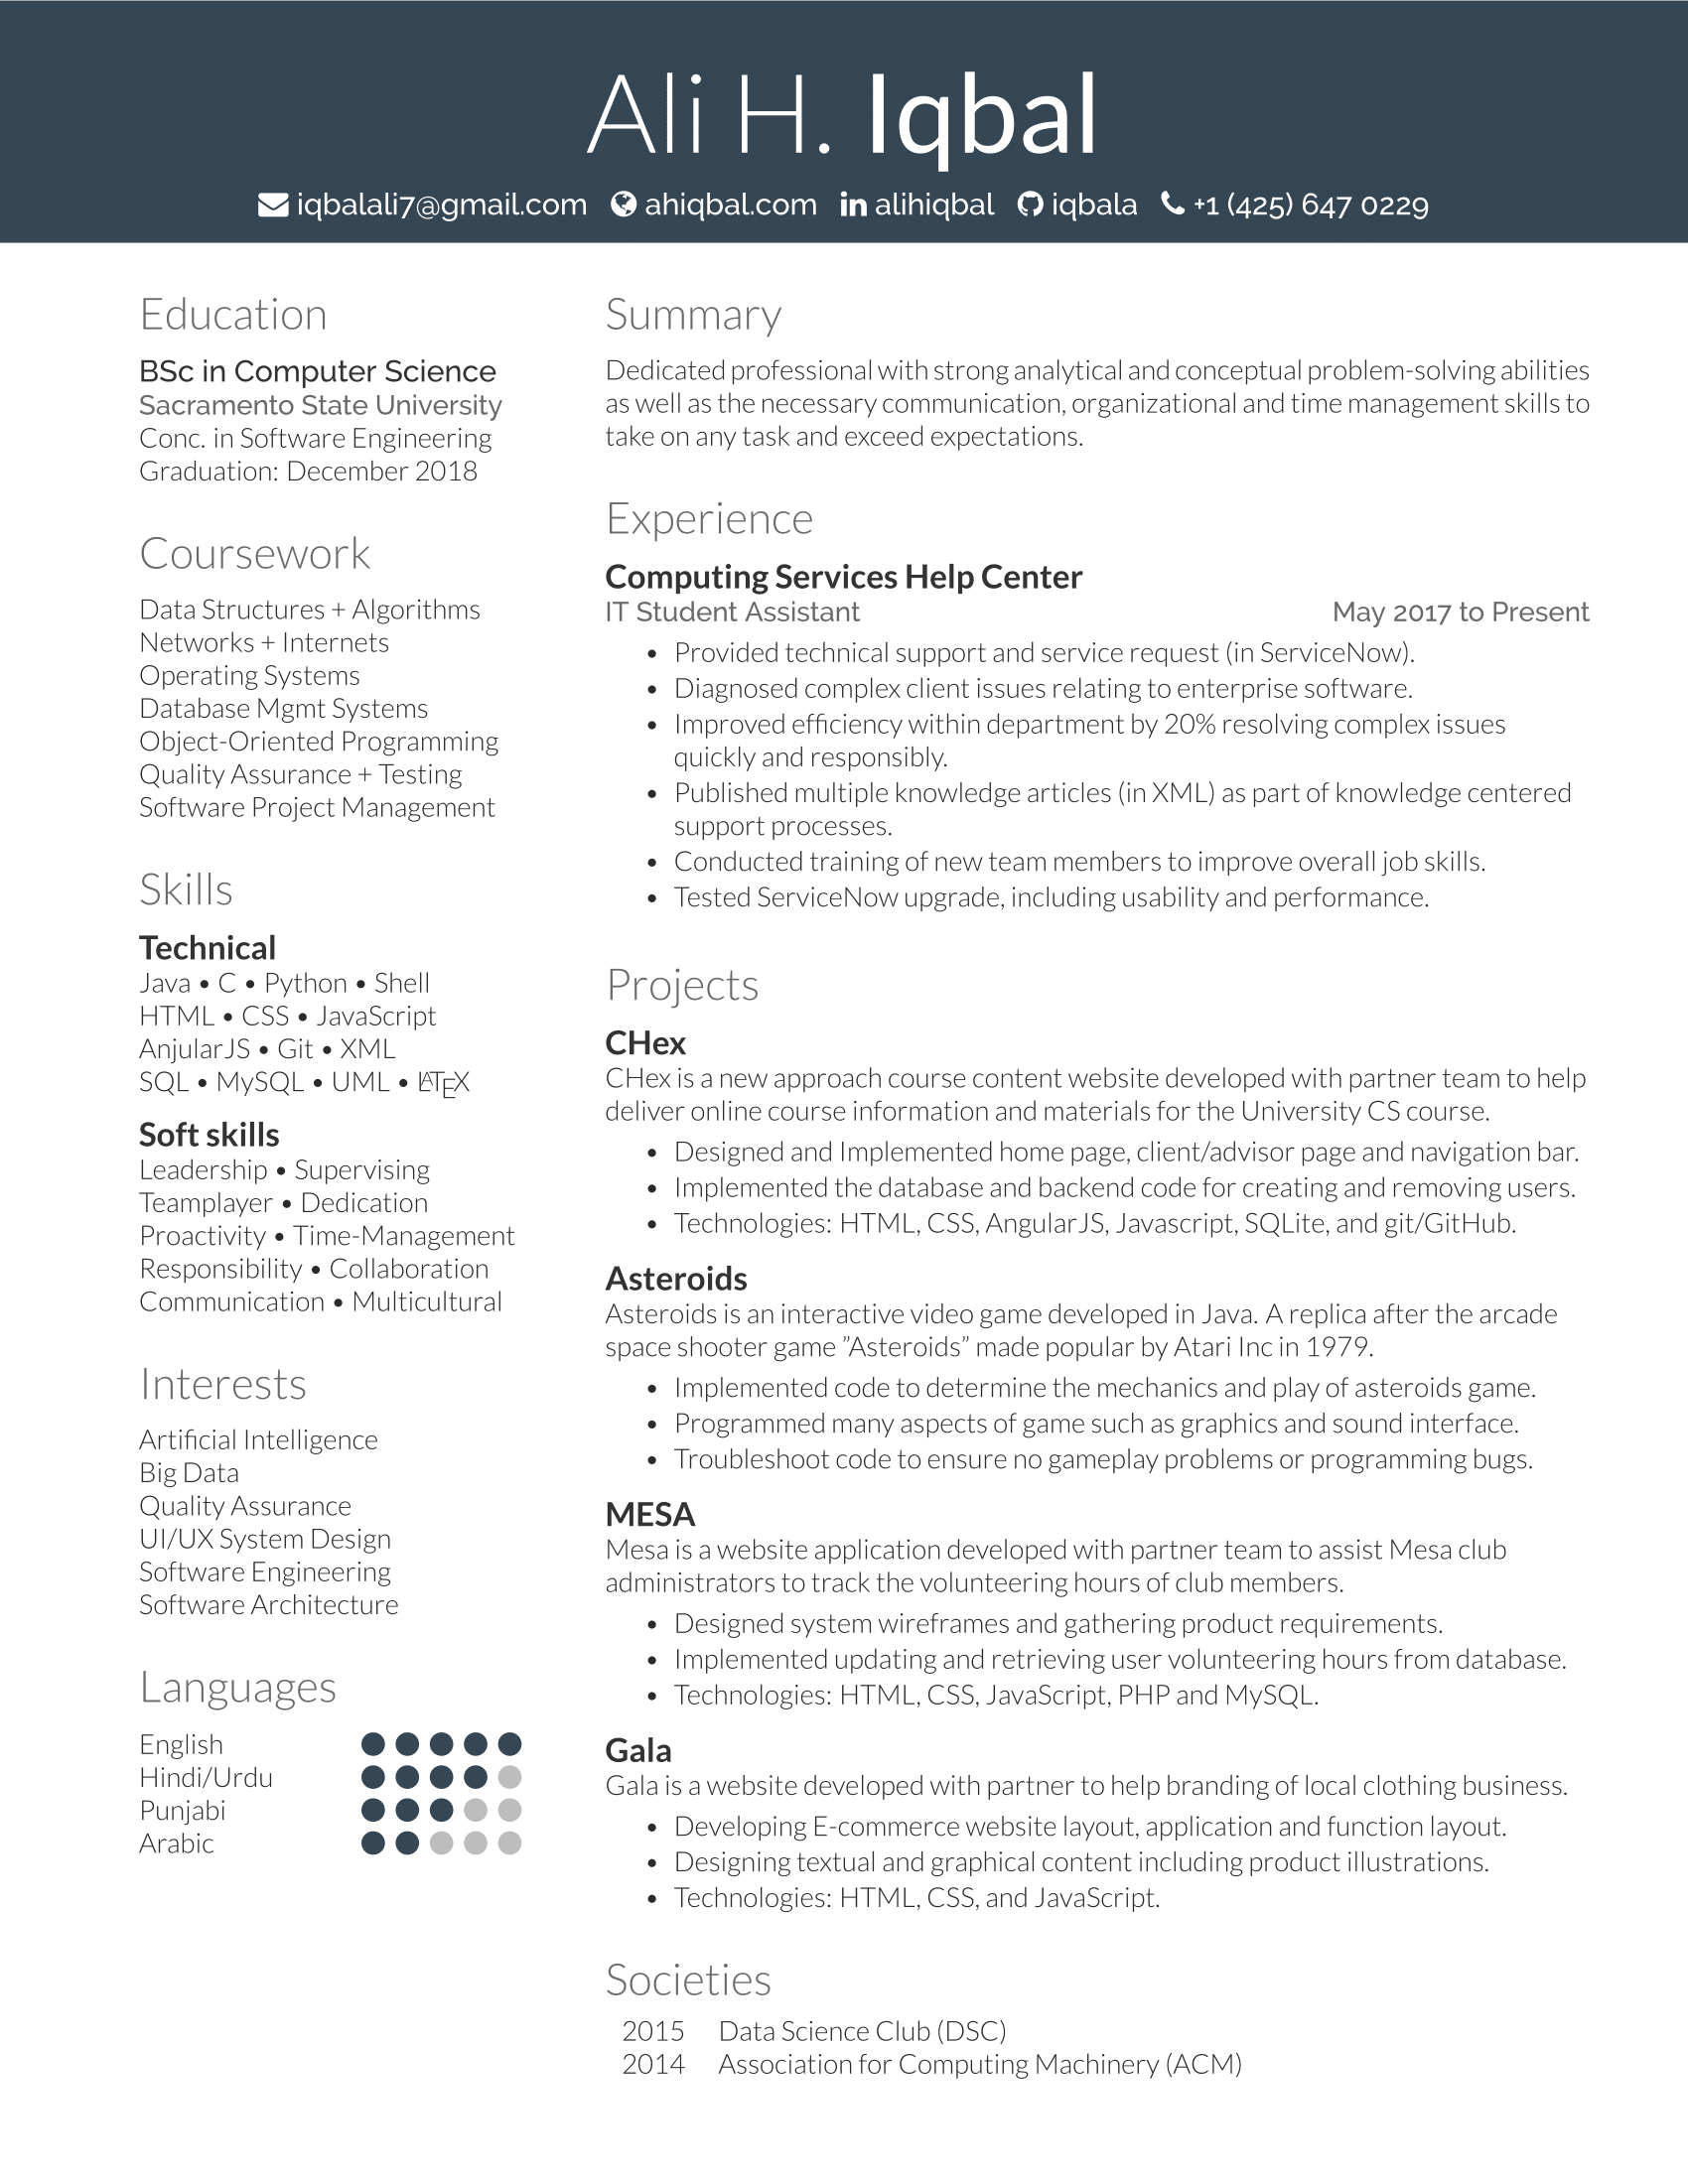 Ali H. Iqbal
iqbalali7@gmail.com ahiqbal.com alihiqbal iqbala +1 (425) 647 0229
Education
BSc in Computer Science
Sacramento State University
Conc. in Software Engineering
Graduation: December 2018
Coursework
Data Structures + Algorithms
Networks + Internets
Operating Systems
Database Mgmt Systems
Object-Oriented Programming
Quality Assurance + Testing
Software Project Management
Skills
Technical
Java • C • Python • Shell
HTML • CSS • JavaScript
AnjularJS • Git • XML
SQL • MySQL • UML • LATEX
Soft skills
Leadership • Supervising
Teamplayer • Dedication
Proactivity • Time-Management
Responsibility • Collaboration
Communication • Multicultural
Interests
Artificial Intelligence
Big Data
Quality Assurance
UI/UX System Design
Software Engineering
Software Architecture
Languages
English
Hindi/Urdu
Punjabi
Arabic
Summary
Dedicated professional with strong analytical and conceptual problem-solving abilities
as well as the necessary communication, organizational and time management skills to
take on any task and exceed expectations.
Experience
Computing Services Help Center
IT Student Assistant May 2017 to Present
• Provided technical support and service request (in ServiceNow).
• Diagnosed complex client issues relating to enterprise software.
• Improved efficiency within department by 20% resolving complex issues
quickly and responsibly.
• Published multiple knowledge articles (in XML) as part of knowledge centered
support processes.
• Conducted training of new team members to improve overall job skills.
• Tested ServiceNow upgrade, including usability and performance.
Projects
CHex
CHex is a new approach course content website developed with partner team to help
deliver online course information and materials for the University CS course.
• Designed and Implemented home page, client/advisor page and navigation bar.
• Implemented the database and backend code for creating and removing users.
• Technologies: HTML, CSS, AngularJS, Javascript, SQLite, and git/GitHub.
Asteroids
Asteroids is an interactive video game developed in Java. A replica after the arcade
space shooter game ”Asteroids” made popular by Atari Inc in 1979.
• Implemented code to determine the mechanics and play of asteroids game.
• Programmed many aspects of game such as graphics and sound interface.
• Troubleshoot code to ensure no gameplay problems or programming bugs.
MESA
Mesa is a website application developed with partner team to assist Mesa club
administrators to track the volunteering hours of club members.
• Designed system wireframes and gathering product requirements.
• Implemented updating and retrieving user volunteering hours from database.
• Technologies: HTML, CSS, JavaScript, PHP and MySQL.
Gala
Gala is a website developed with partner to help branding of local clothing business.
• Developing E-commerce website layout, application and function layout.
• Designing textual and graphical content including product illustrations.
• Technologies: HTML, CSS, and JavaScript.
Societies
2015 Data Science Club (DSC)
2014 Association for Computing Machinery (ACM)